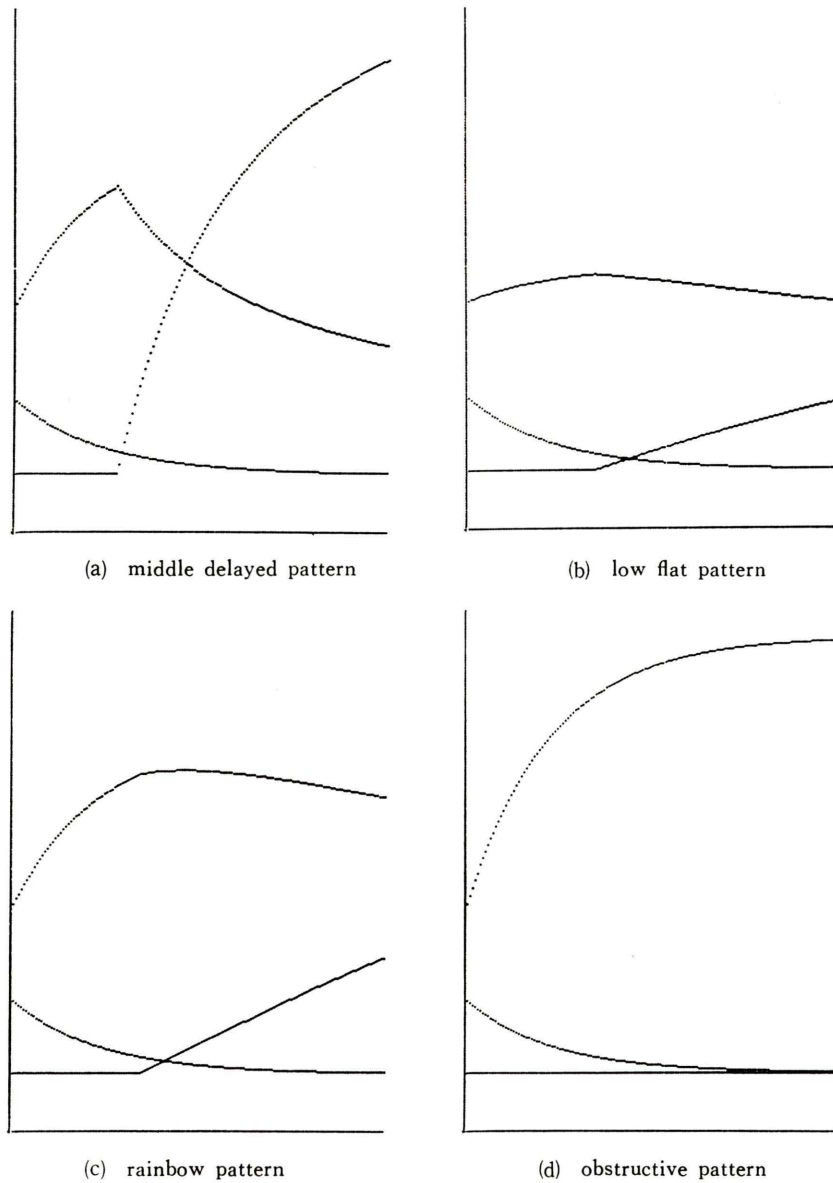 (a) middle delayed pattern
(b) low flat pattern
(c) rainbow pattern
(d) obstructive pattern